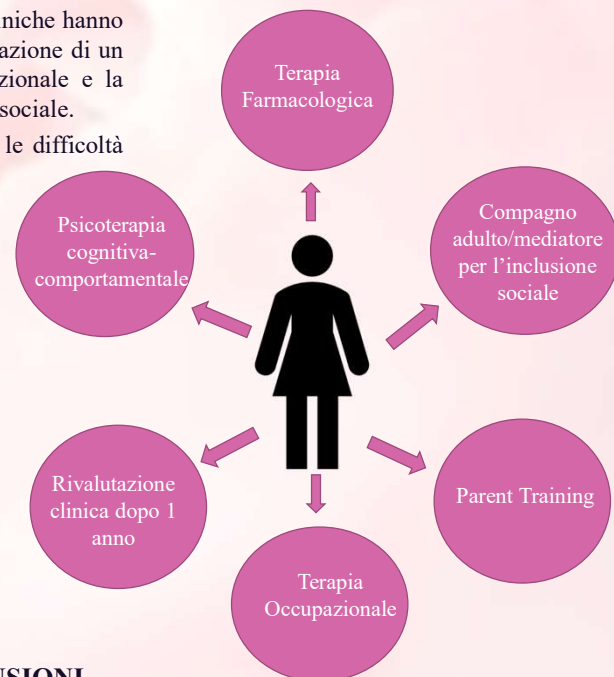 niche hanno
azione di un
zionale e la
sociale.
le difficoltà
Terapia
Farmacologica
Psicoterapia
cognitiva-
comportamentale
Compagno
adulto/mediatore
per l’inclusione
sociale
Rivalutazione
clinica dopo 1
anno
Parent Training
Terapia
Occupazionale
USIONI